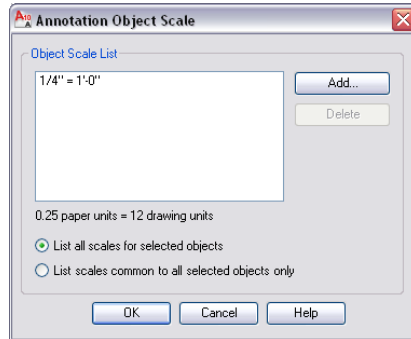 Annotation Object Scale
Object Scale List
1/4" = 1'-0"
Add...
Delete
0.25 paper units = 12 drawing units
List all scales for selected objects
List scales common to all selected objects only
OK
Cancel
Help